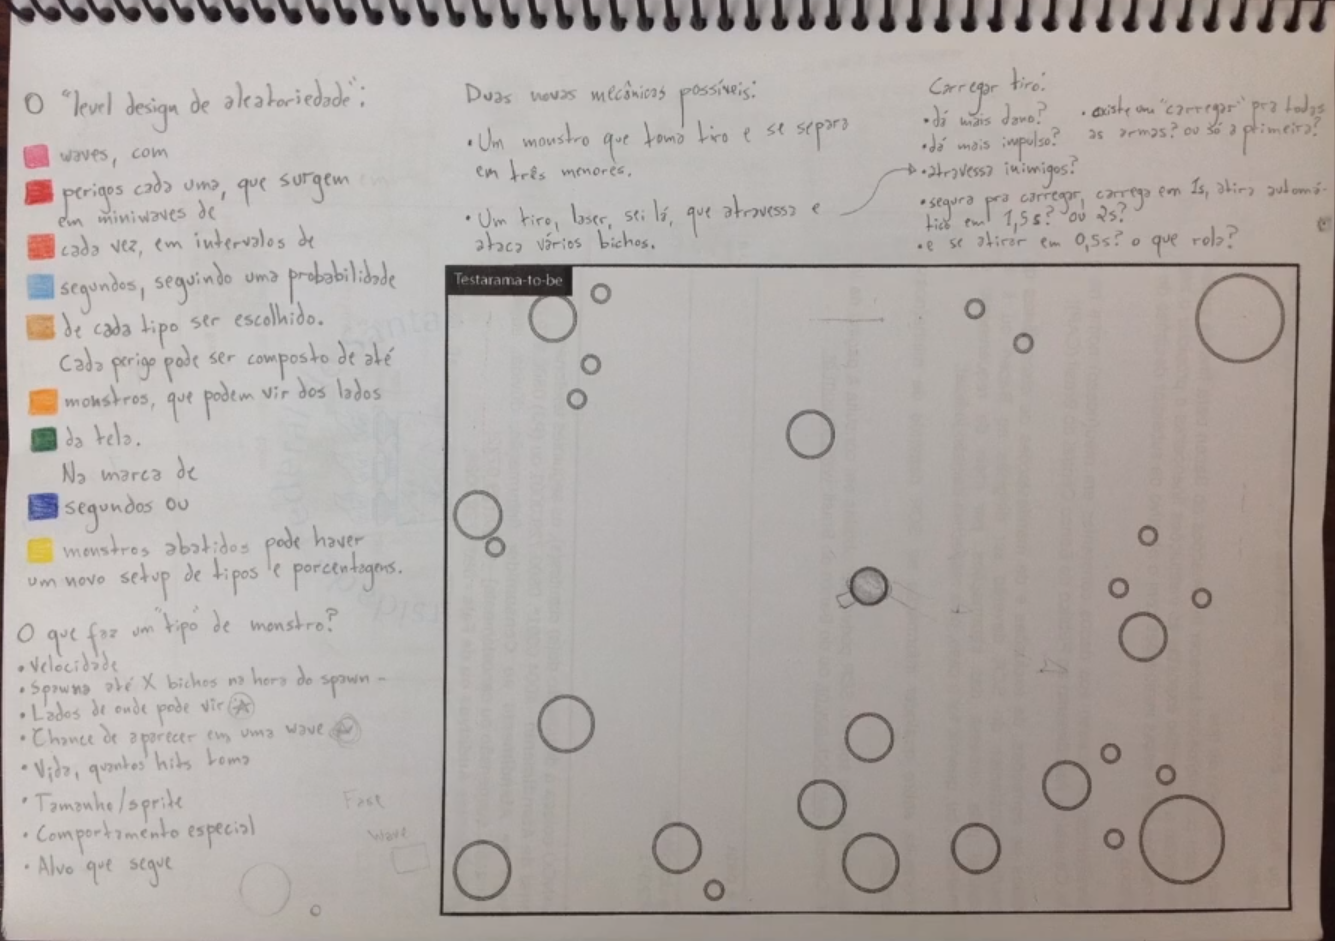 O "level design de aleatoriedade":
waves, com
perigos cada uma, que surgem
em miniwaves de
cada vez, em intervalos de
segundos, seguindo uma probabilidade
de cada tipo ser escolhido.
Cada perigo pode ser composto de até
monstros, que podem vir dos lados
da tela.
Na marca de
segundos ou
monstros abatidos pode haver
um novo setup de tipos e porcentagens.
O que faz um "tipo" de monstro?
• Velocidade
• Spawna até X bichos na hora do spawn -
• Lados de onde pode vir
• Chance de aparecer em uma wave
• Vida, quantos hits toma
• Tamanho/sprite
• Comportamento especial
• Alvo que segue
Fase
Wave
Duas novas mecânicas possíveis:
• Um monstro que toma tiro e se separa
em três menores.
• Um tiro, laser, sei lá, que atravessa e
ataca vários bichos.
Carregar tiro:
• dá mais dano?
• dá mais impulso?
• atravessa inimigos?
• existe um "carregar" pra todas
as armas? ou só a primeira?
• segura pra carregar, carrega em 1s, atira automá-
tico em 1,5s? ou 2s?
• e se atirar em 0,5s? o que rola?
Testarama-to-be